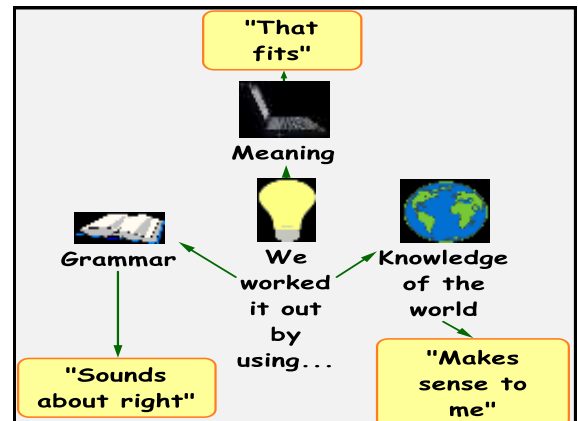 "That
fits"
Meaning
Grammar
We
worked
it out
by
using...
Knowledge
of the
world
"Sounds
about right"
"Makes
sense to
me"